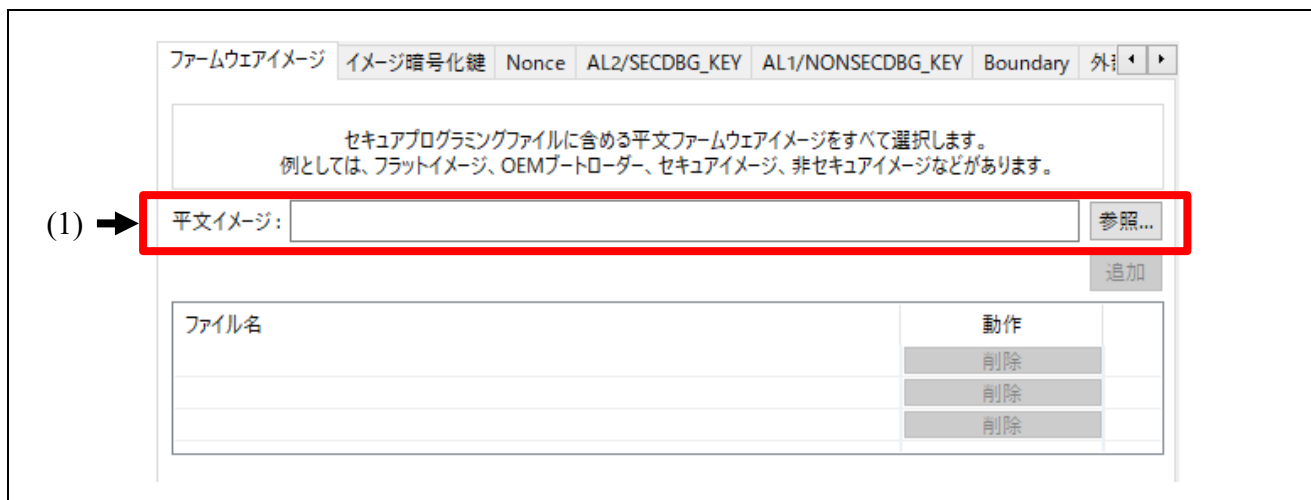 ファームウェアイメージ イメージ暗号化鍵 Nonce AL2/SECDBG_KEY AL1/NONSECDBG_KEY Boundary 外
セキュアプログラミングファイルに含める平文ファームウェアイメージをすべて選択します。
例としては、フラットイメージ、OEMブートローダー、セキュアイメージ、非セキュアイメージなどがあります。
(1) 平文イメージ: 参照...
追加
ファイル名 動作
削除
削除
削除